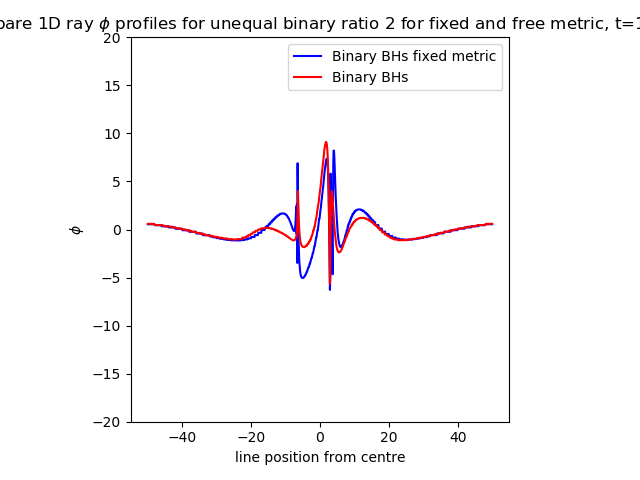 pare 1D ray ϕ profiles for unequal binary ratio 2 for fixed and free metric, t=1
Binary BHs fixed metric
Binary BHs
20
15
10
5
0
−5
−10
−15
−20
ϕ
−40 −20 0 20 40
line position from centre